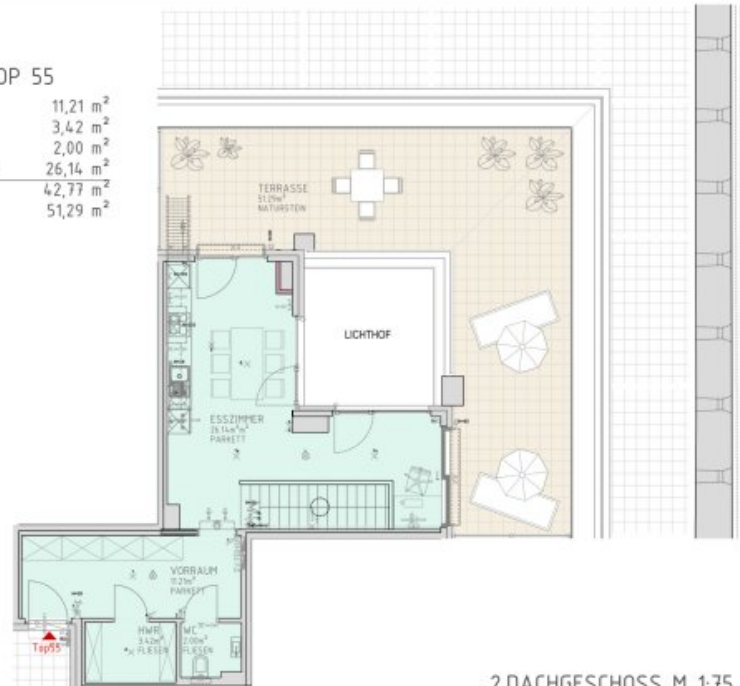 OP 55
11,21 m²
3,42 m²
2,00 m²
26,14 m²
42,77 m²
51,29 m²
TERRASSE
51.29m²
NATURSTEIN
LICHTHOF
ESSZIMMER
26.14m²m²
PARKETT
VORRAUM
11.21m²
PARKETT
HWR
3.42m²
FLIESEN
WC
2.00m²
FLIESEN
Top55
2.DACHGESCHOSS M 1:75